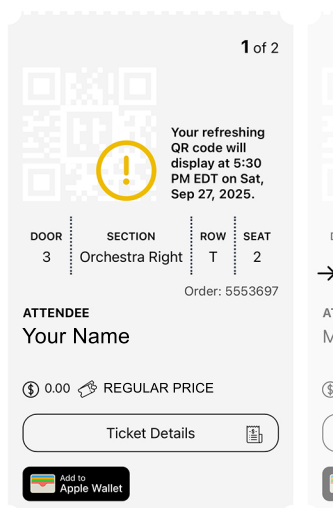 1 of 2
Your refreshing
QR code will
display at 5:30
PM EDT on Sat,
Sep 27, 2025.
DOOR SECTION ROW SEAT
3 Orchestra Right T 2
Order: 5553697
ATTENDEE
Your Name
$ 0.00 REGULAR PRICE
Ticket Details
Add to
Apple Wallet